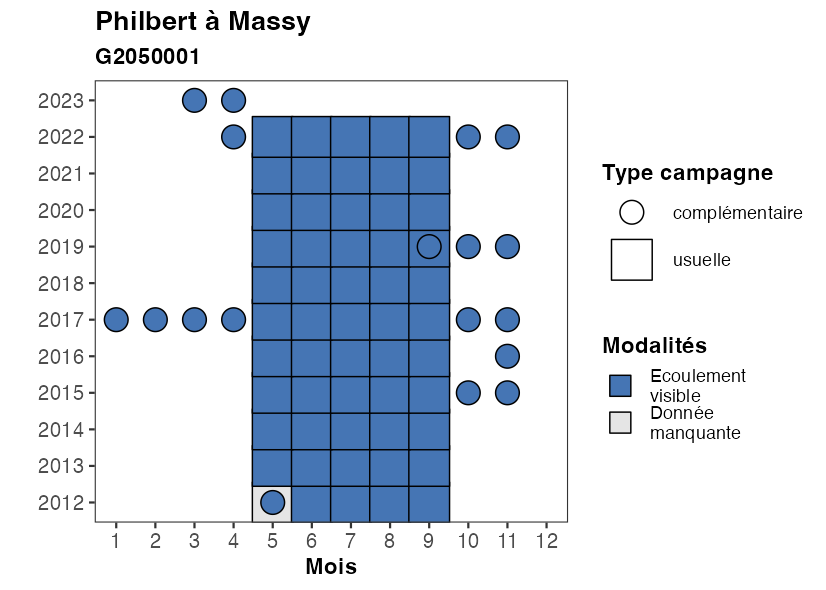 Philbert à Massy
G2050001
2023
2022
2021
2020
2019
2018
2017
2016
2015
2014
2013
2012
1 2 3 4 5 6 7 8 9 10 11 12
Mois
Type campagne
complémentaire
usuelle
Modalités
Ecoulement
visible
Donnée
manquante